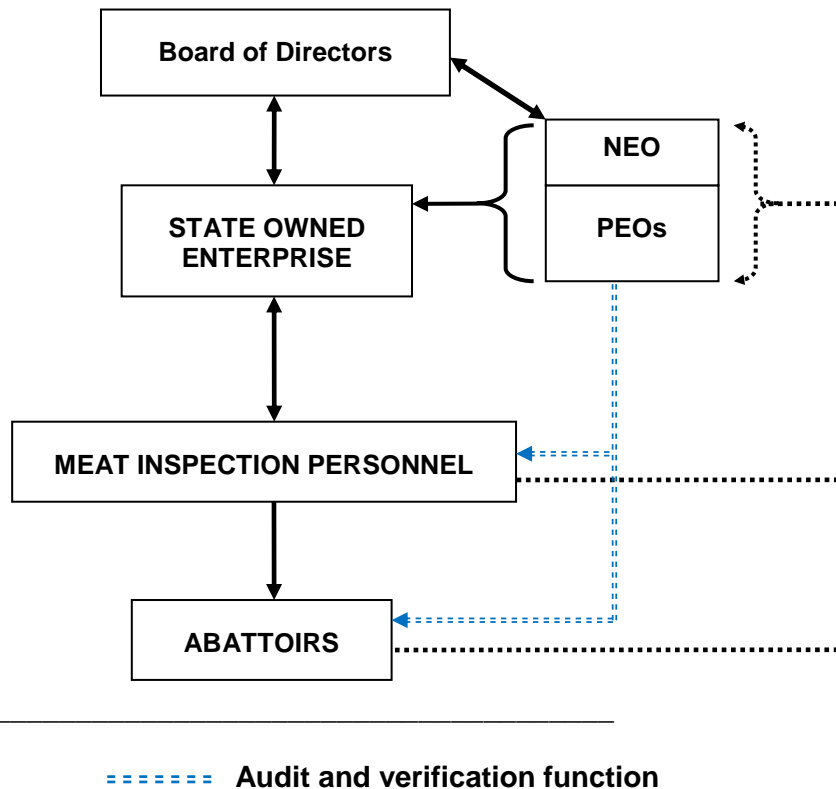 Board of Directors
NEO
PEOs
STATE OWNED
ENTERPRISE
MEAT INSPECTION PERSONNEL
ABATTOIRS
Audit and verification function